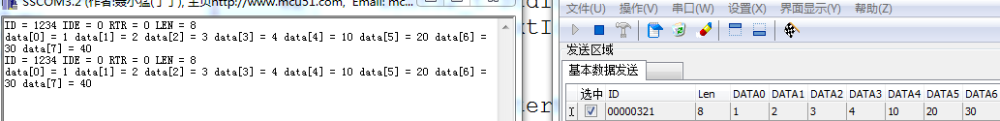 SSCOM3.2 (作者:聂小猛(丁丁), 主页http://www.mcu51.com, Email: mc...
ID = 1234 IDE = 0 RTR = 0 LEN = 8
data[0] = 1 data[1] = 2 data[2] = 3 data[3] = 4 data[4] = 10 data[5] = 20 data[6] =
30 data[7] = 40
ID = 1234 IDE = 0 RTR = 0 LEN = 8
data[0] = 1 data[1] = 2 data[2] = 3 data[3] = 4 data[4] = 10 data[5] = 20 data[6] =
30 data[7] = 40
文件(U) 操作(V) 串口(W) 设置(X) 界面显示(Y) 帮助(Z)
发送区域
基本数据发送
选中 ID Len DATA0 DATA1 DATA2 DATA3 DATA4 DATA5 DATA6
00000321 8 1 2 3 4 10 20 30